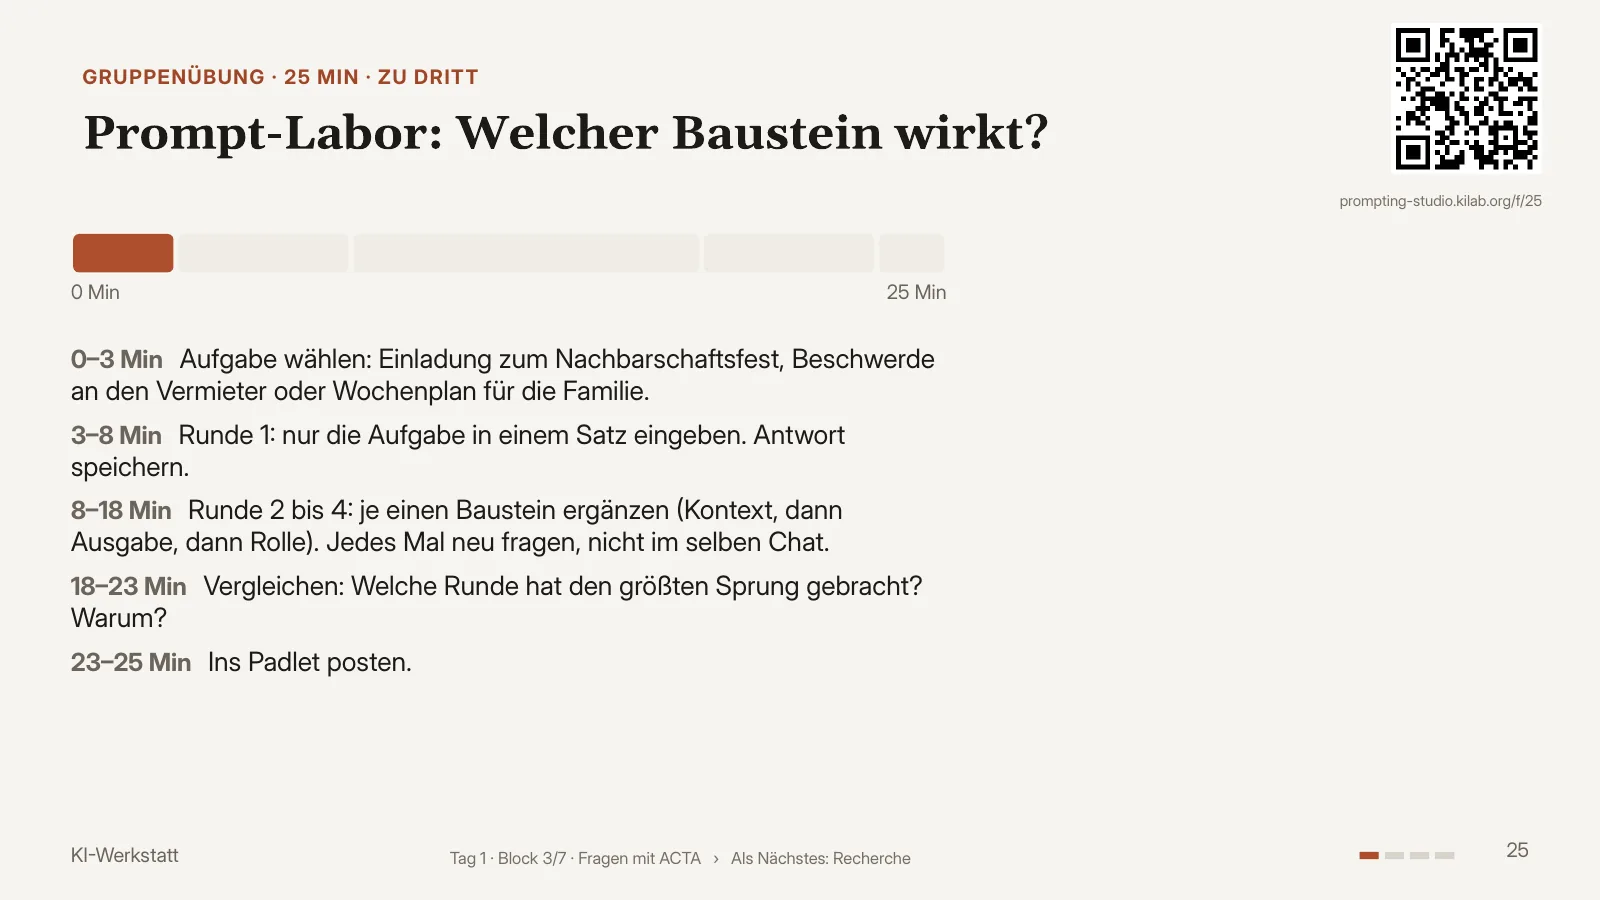 GRUPPENÜBUNG · 25 MIN · ZU DRITT
Prompt-Labor: Welcher Baustein wirkt?
prompting-studio.kilab.org/f/25
0 Min
25 Min
0–3 Min Aufgabe wählen: Einladung zum Nachbarschaftsfest, Beschwerde
an den Vermieter oder Wochenplan für die Familie.
3–8 Min Runde 1: nur die Aufgabe in einem Satz eingeben. Antwort
speichern.
8–18 Min Runde 2 bis 4: je einen Baustein ergänzen (Kontext, dann
Ausgabe, dann Rolle). Jedes Mal neu fragen, nicht im selben Chat.
18–23 Min Vergleichen: Welche Runde hat den größten Sprung gebracht?
Warum?
23–25 Min Ins Padlet posten.
KI-Werkstatt
Tag 1 · Block 3/7 · Fragen mit ACTA › Als Nächstes: Recherche
25